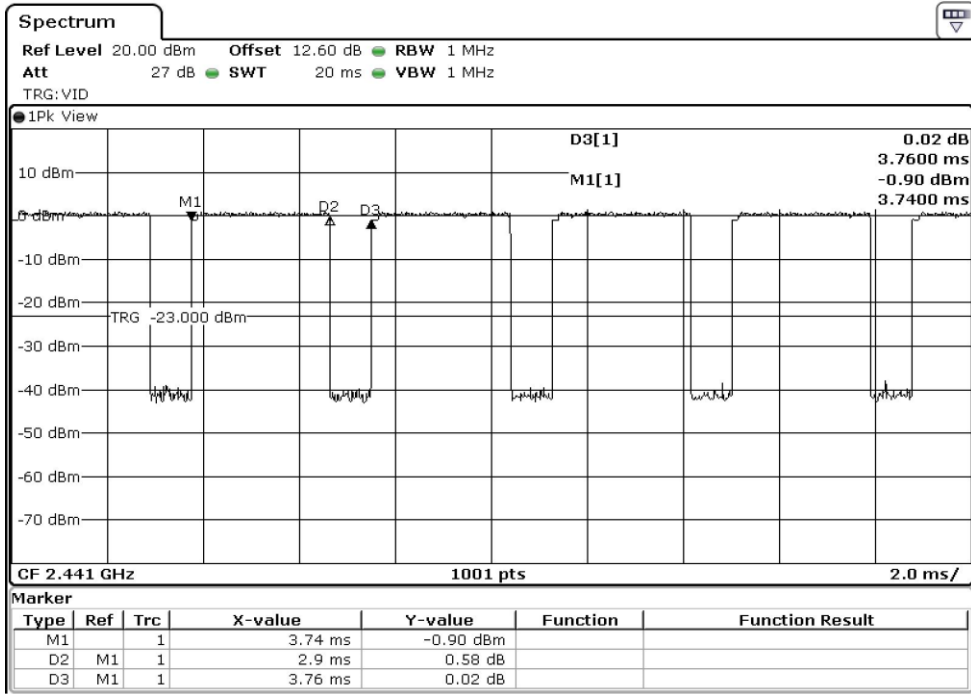 Spectrum
Ref Level 20.00 dBm Offset 12.60 dB RBW 1 MHz
Att 27 dB SWT 20 ms VBW 1 MHz
TRG:VID
1Pk View
D3[1] 0.02 dB
3.7600 ms
10 dBm
M1[1] -0.90 dBm
3.7400 ms
M1 D2 D3
0 dBm
-10 dBm
-20 dBm
TRG -23.000 dBm
-30 dBm
-40 dBm
-50 dBm
-60 dBm
-70 dBm
CF 2.441 GHz 1001 pts 2.0 ms/
Marker
Type Ref Trc X-value Y-value Function Function Result
M1 1 3.74 ms -0.90 dBm
D2 M1 1 2.9 ms 0.58 dB
D3 M1 1 3.76 ms 0.02 dB